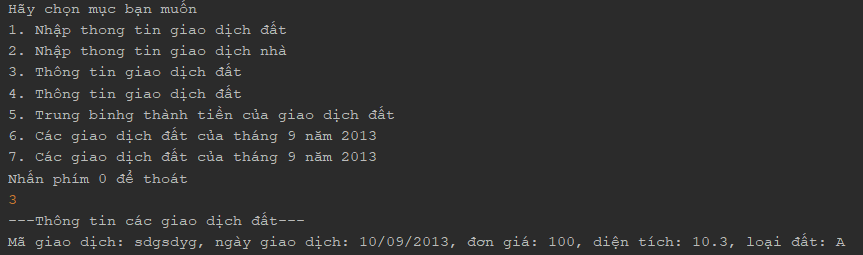 Hãy chọn mục bạn muốn
1. Nhập thong tin giao dịch đất
2. Nhập thong tin giao dịch nhà
3. Thông tin giao dịch đất
4. Thông tin giao dịch đất
5. Trung binhg thành tiền của giao dịch đất
6. Các giao dịch đất của tháng 9 năm 2013
7. Các giao dịch đất của tháng 9 năm 2013
Nhấn phím 0 để thoát
3
---Thông tin các giao dịch đất---
Mã giao dịch: sdgsdyg, ngày giao dịch: 10/09/2013, đơn giá: 100, diện tích: 10.3, loại đất: A